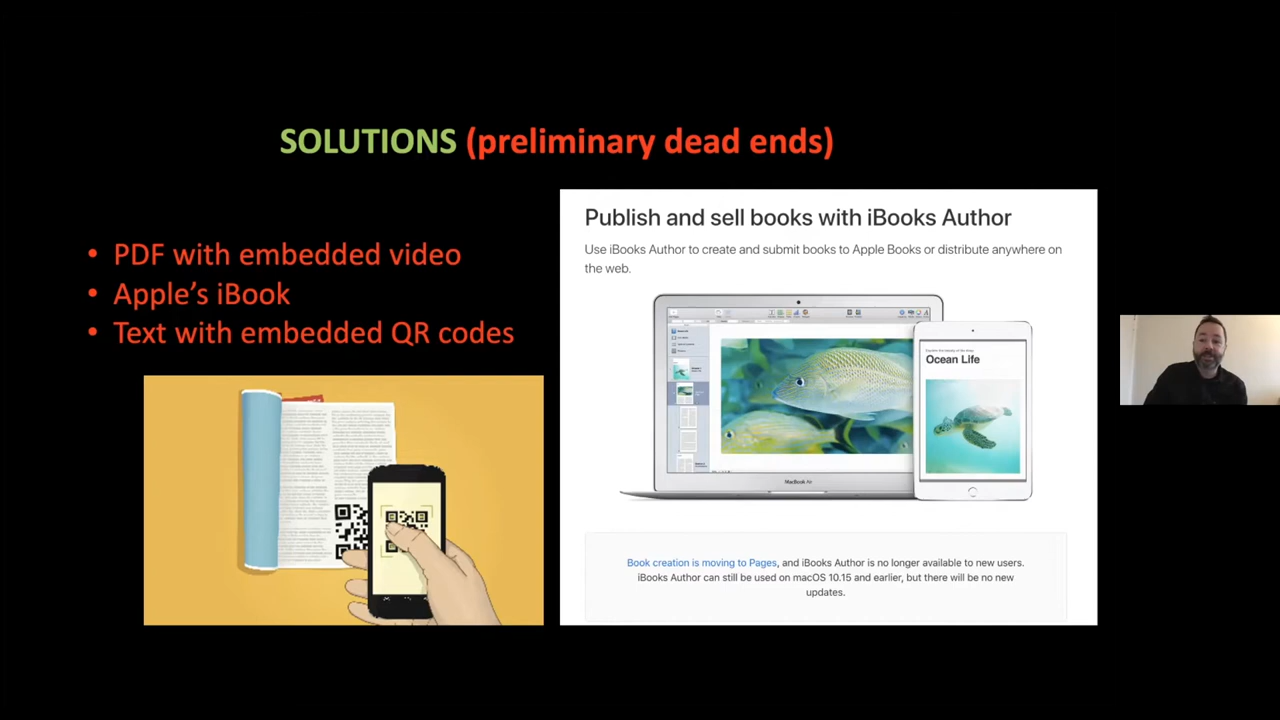 SOLUTIONS (preliminary dead ends)
• PDF with embedded video
• Apple’s iBook
• Text with embedded QR codes
Publish and sell books with iBooks Author
Use iBooks Author to create and submit books to Apple Books or distribute anywhere on
the web.
Ocean Life
MacBook Air
Book creation is moving to Pages, and iBooks Author is no longer available to new users.
iBooks Author can still be used on macOS 10.15 and earlier, but there will be no new
updates.